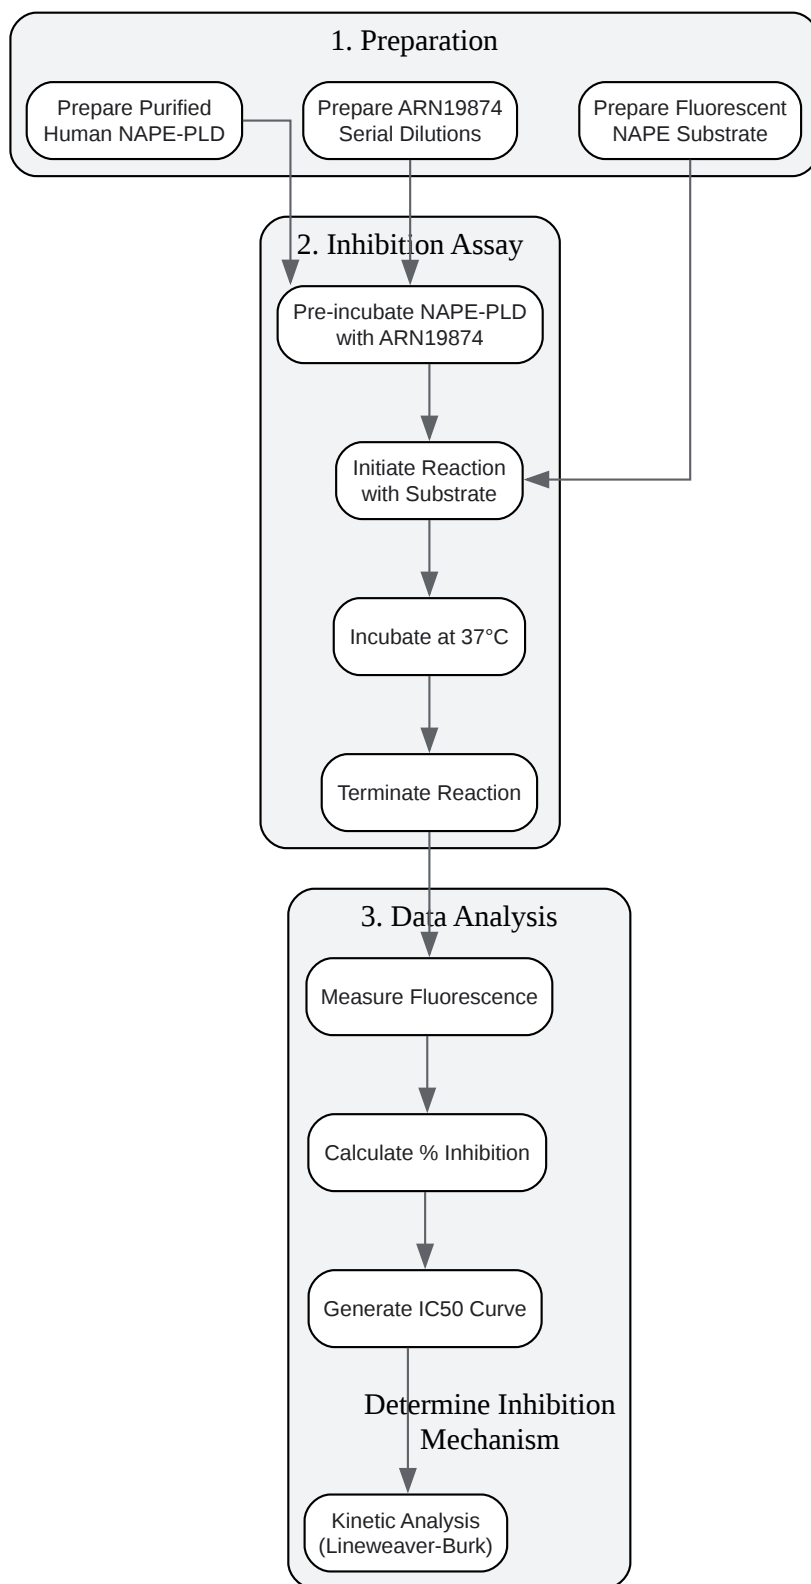 1. Preparation
Prepare Purified
Human NAPE-PLD
Prepare ARN19874
Serial Dilutions
Prepare Fluorescent
NAPE Substrate
2. Inhibition Assay
Pre-incubate NAPE-PLD
with ARN19874
Initiate Reaction
with Substrate
Incubate at 37°C
Terminate Reaction
3. Data Analysis
Measure Fluorescence
Calculate % Inhibition
Generate IC50 Curve
Determine Inhibition
Mechanism
Kinetic Analysis
(Lineweaver-Burk)